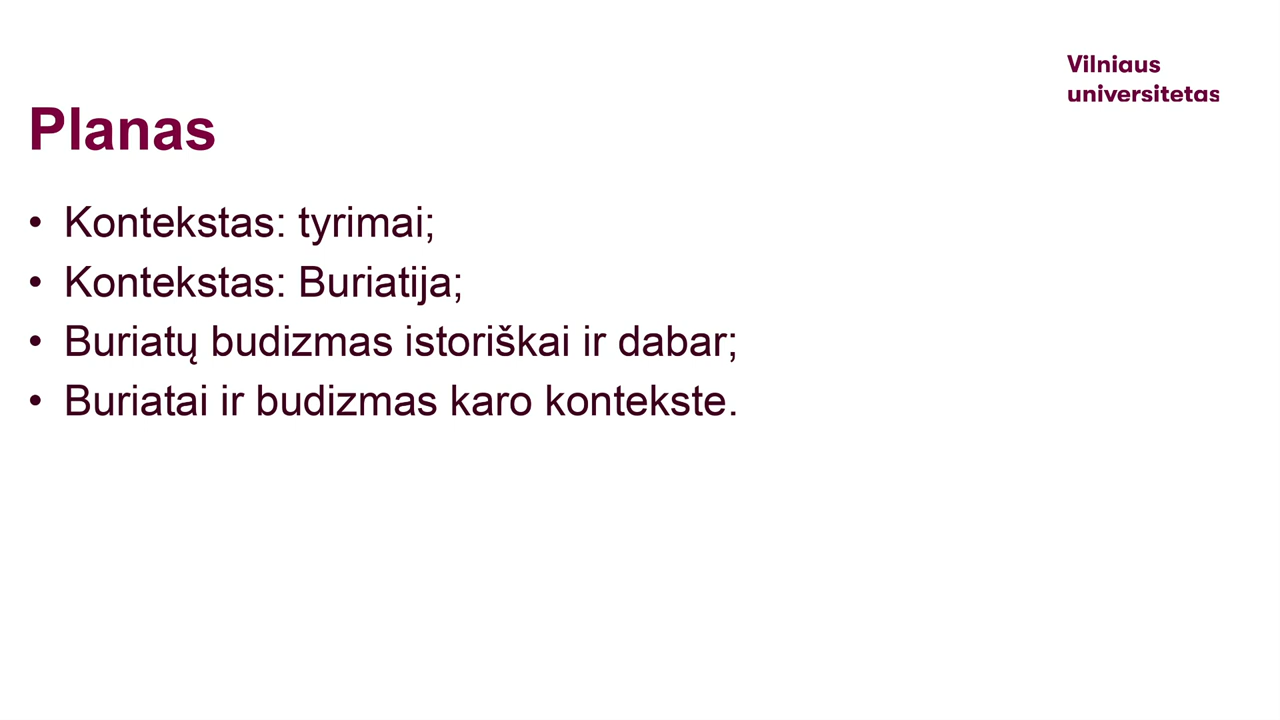 Vilniaus
universitetas
Planas
• Kontekstas: tyrimai;
• Kontekstas: Buriatija;
• Buriatų budizmas istoriškai ir dabar;
• Buriatai ir budizmas karo kontekste.